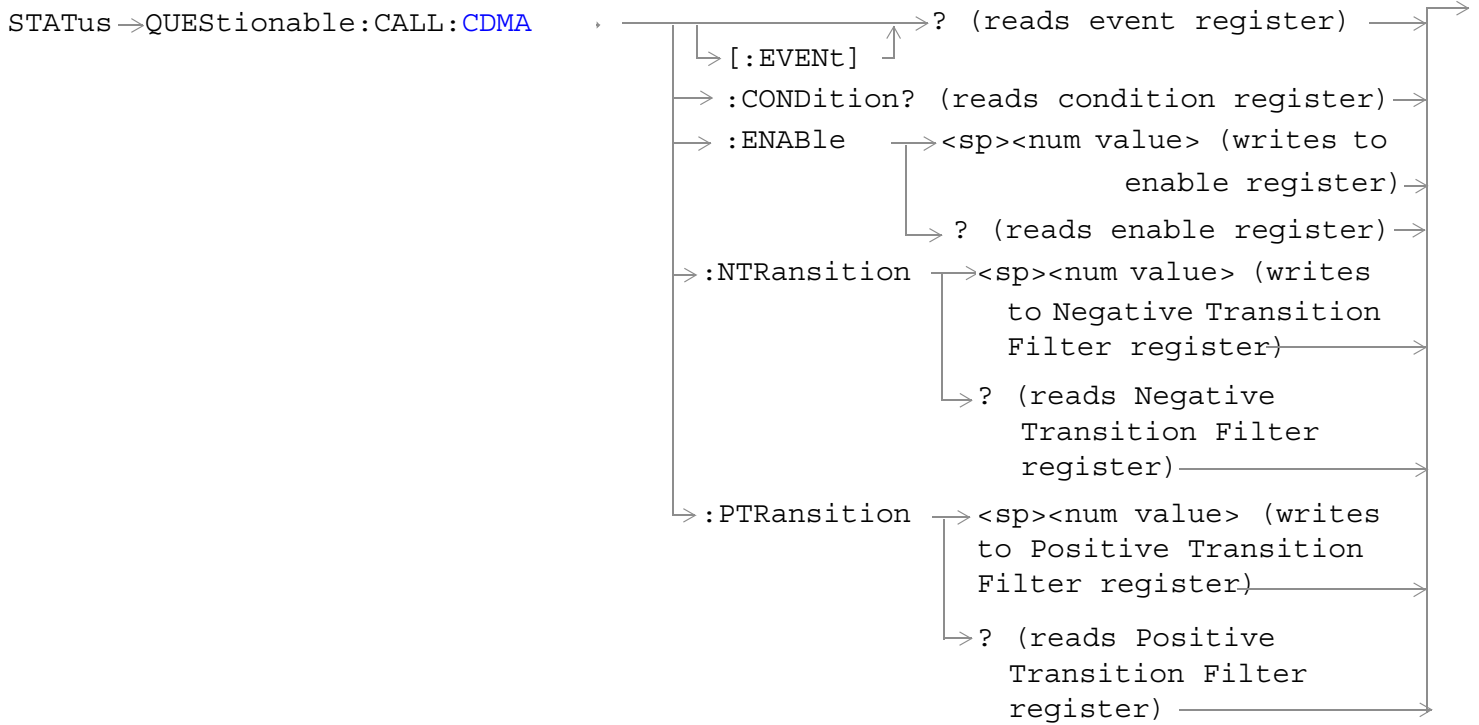 STATus QUEStionable:CALL:CDMA ? (reads event register)
[:EVENt]
:CONDition? (reads condition register)
:ENABle <sp><num value> (writes to
enable register)
? (reads enable register)
:NTRansition <sp><num value> (writes
to Negative Transition
Filter register)
? (reads Negative
Transition Filter
register)
:PTRansition <sp><num value> (writes
to Positive Transition
Filter register)
? (reads Positive
Transition Filter
register)